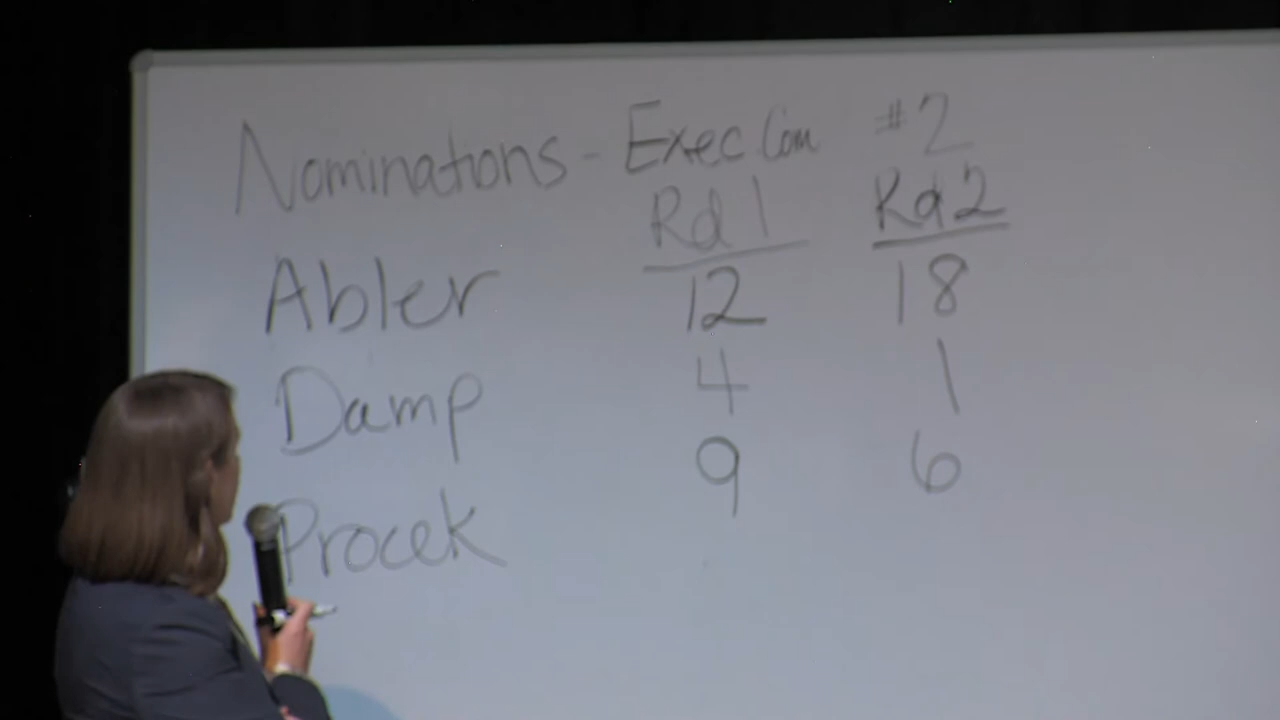 Nominations - Exec Com #2
Rd 1 Rd 2
Abler 12 18
Damp 4 1
Procek 9 6